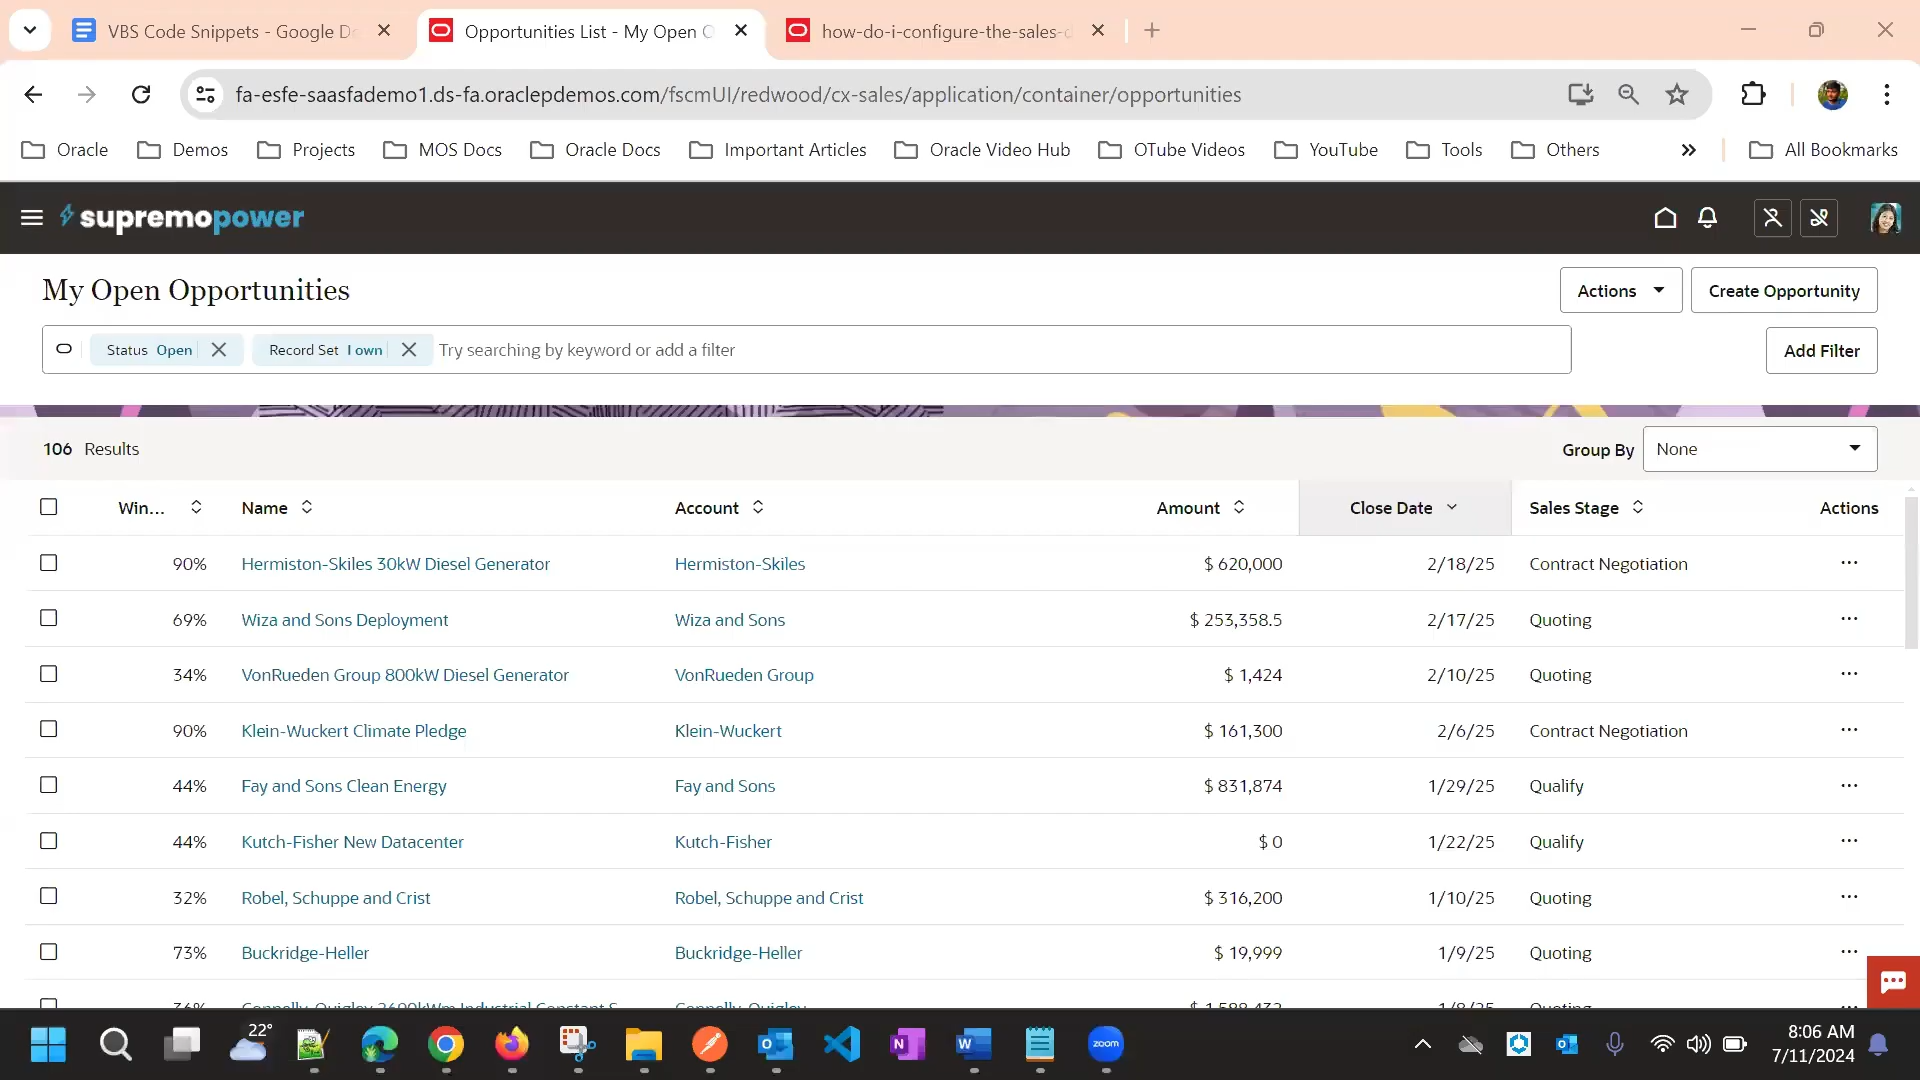 VBS Code Snippets - Google D
Opportunities List - My Open O
how-do-i-configure-the-sales-d
fa-esfe-saasfademo1.ds-fa.oraclepdemos.com/fscmUI/redwood/cx-sales/application/container/opportunities
Oracle
Demos
Projects
MOS Docs
Oracle Docs
Important Articles
Oracle Video Hub
OTube Videos
YouTube
Tools
Others
All Bookmarks
supremopower
My Open Opportunities
Actions
Create Opportunity
Status Open
Record Set I own
Try searching by keyword or add a filter
Add Filter
106 Results
Group By None
Win... Name Account Amount Close Date Sales Stage Actions
90% Hermiston-Skiles 30kW Diesel Generator Hermiston-Skiles $ 620,000 2/18/25 Contract Negotiation
69% Wiza and Sons Deployment Wiza and Sons $ 253,358.5 2/17/25 Quoting
34% VonRueden Group 800kW Diesel Generator VonRueden Group $ 1,424 2/10/25 Quoting
90% Klein-Wuckert Climate Pledge Klein-Wuckert $ 161,300 2/6/25 Contract Negotiation
44% Fay and Sons Clean Energy Fay and Sons $ 831,874 1/29/25 Qualify
44% Kutch-Fisher New Datacenter Kutch-Fisher $ 0 1/22/25 Qualify
32% Robel, Schuppe and Crist Robel, Schuppe and Crist $ 316,200 1/10/25 Quoting
73% Buckridge-Heller Buckridge-Heller $ 19,999 1/9/25 Quoting
Connolly-Quigley Connolly-Quigley 1/8/25 Quoting
22°
zoom
8:06 AM
7/11/2024